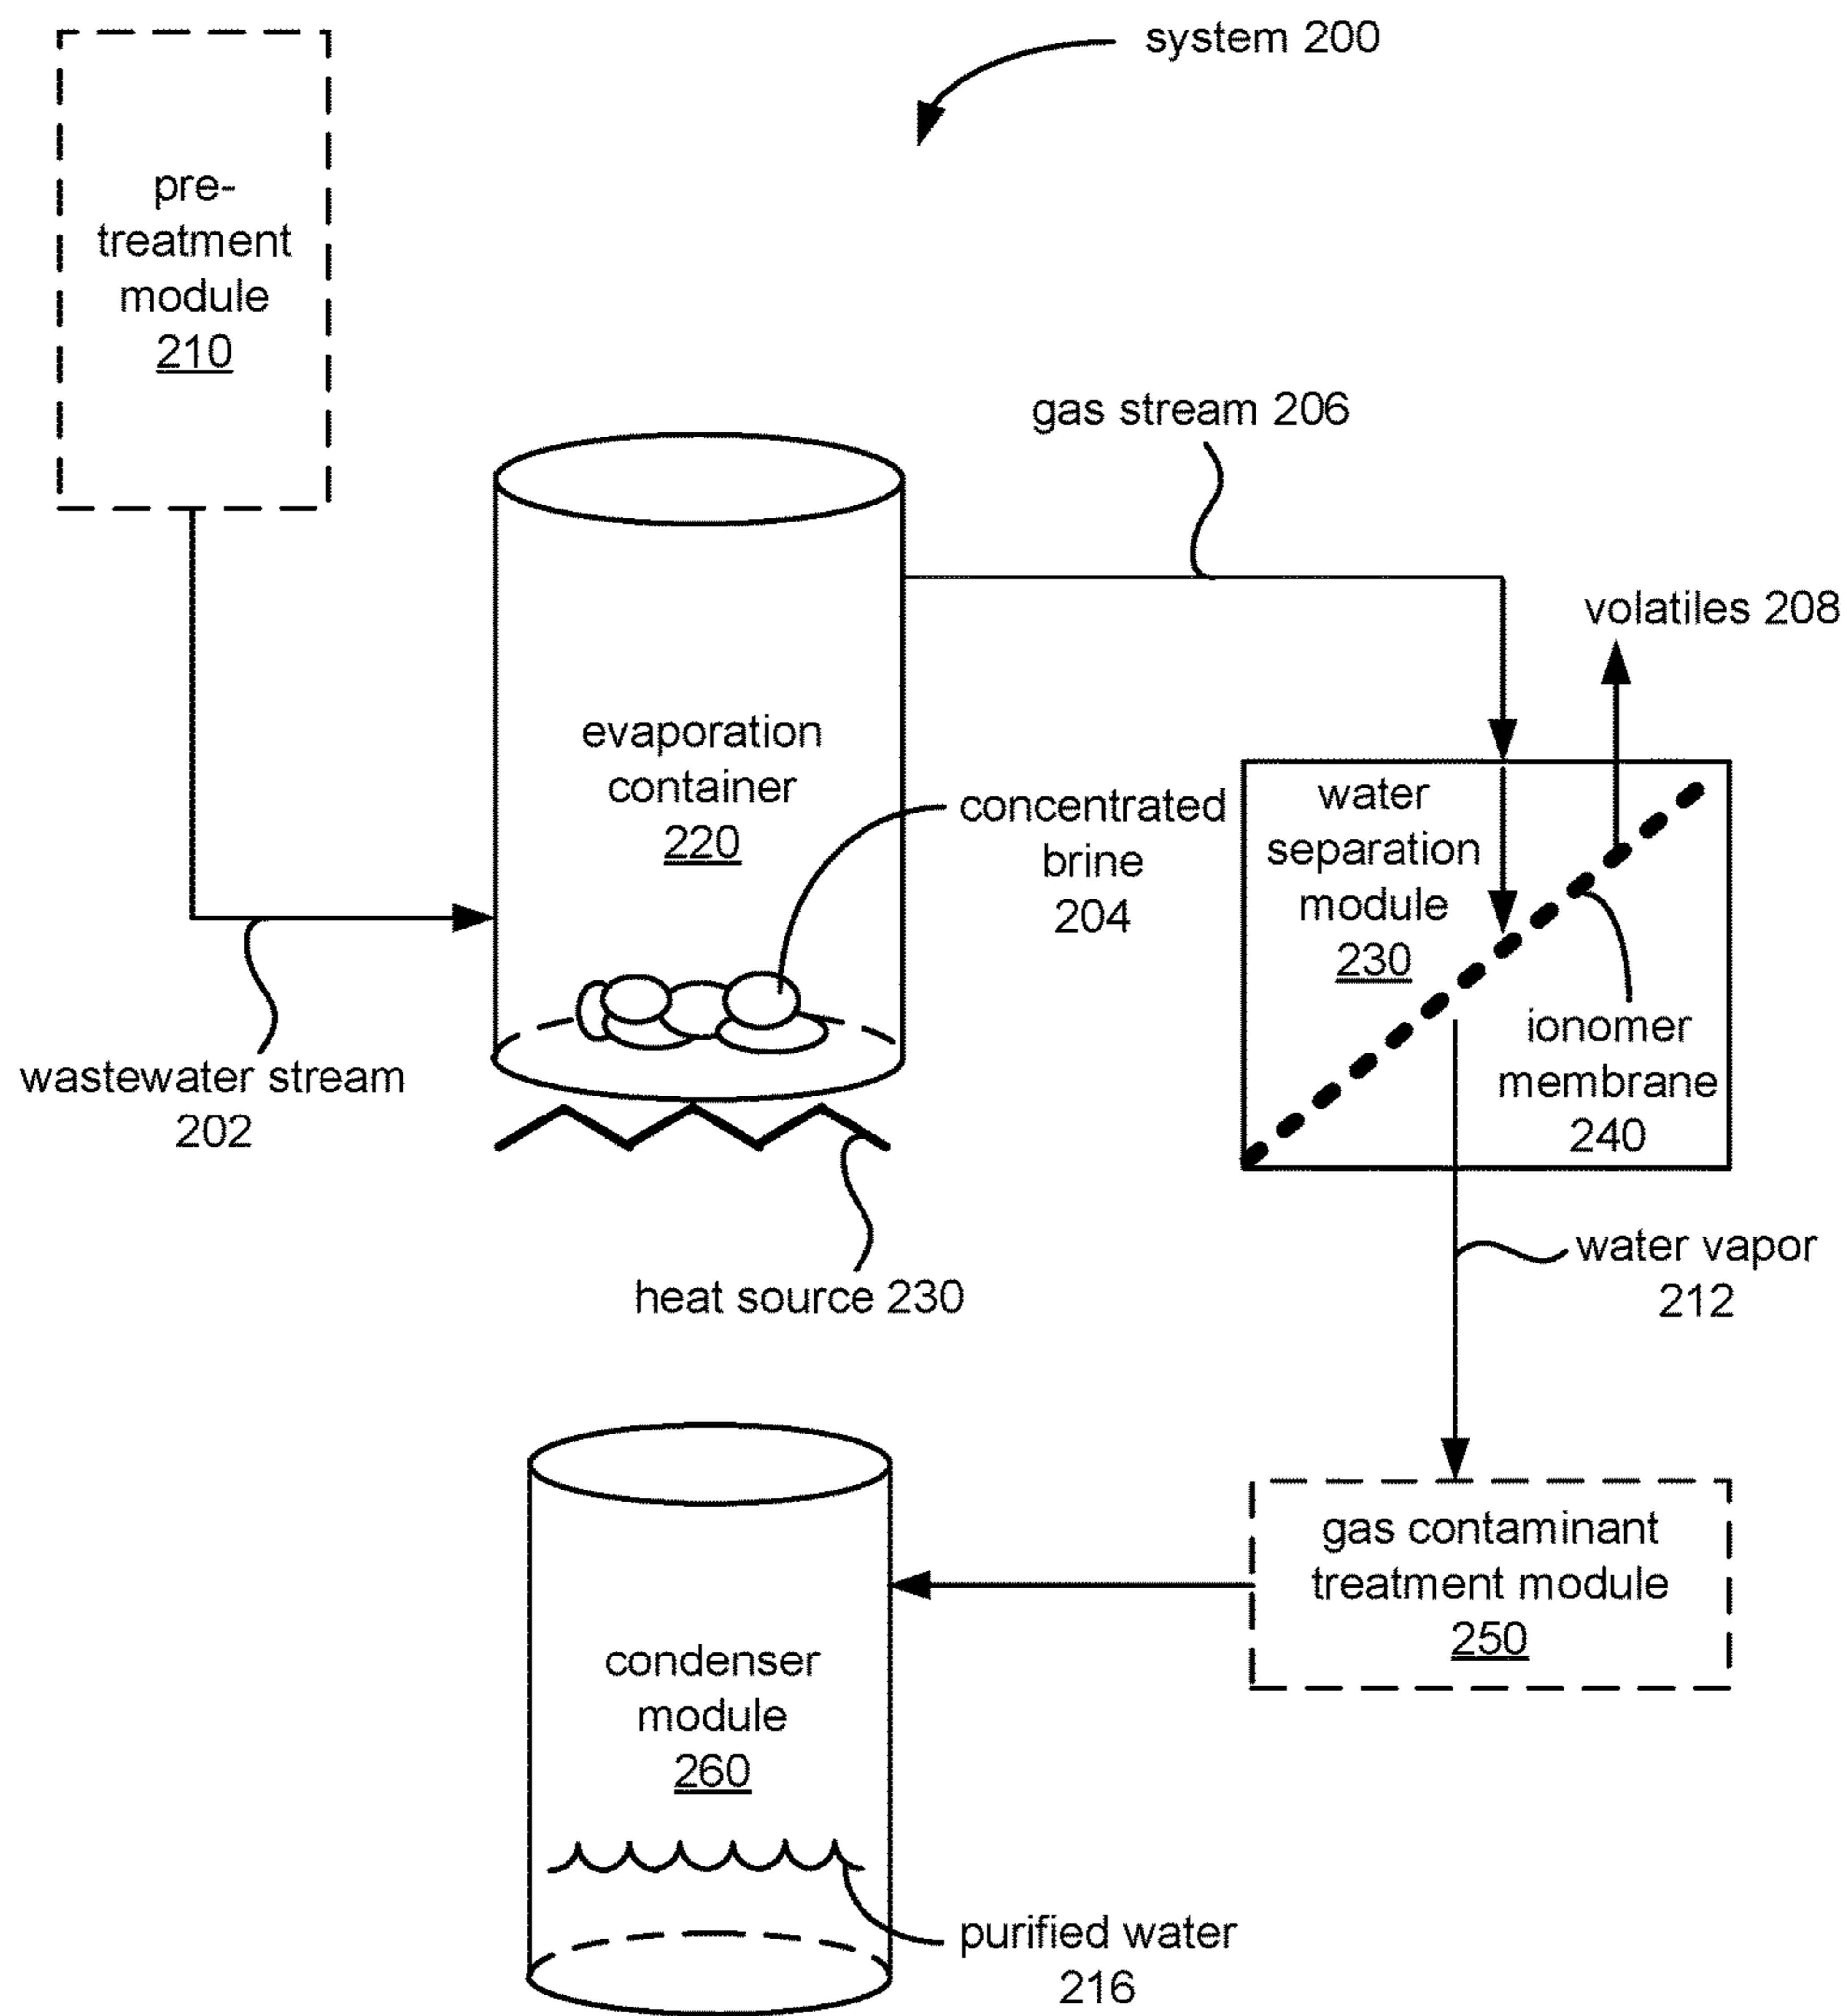 system 200
pre-
treatment
module
210
gas stream 206
volatiles 208
evaporation
container
220
concentrated
brine
204
water
separation
module
230
ionomer
membrane
240
wastewater stream
202
heat source 230
water vapor
212
gas contaminant
treatment module
250
condenser
module
260
purified water
216